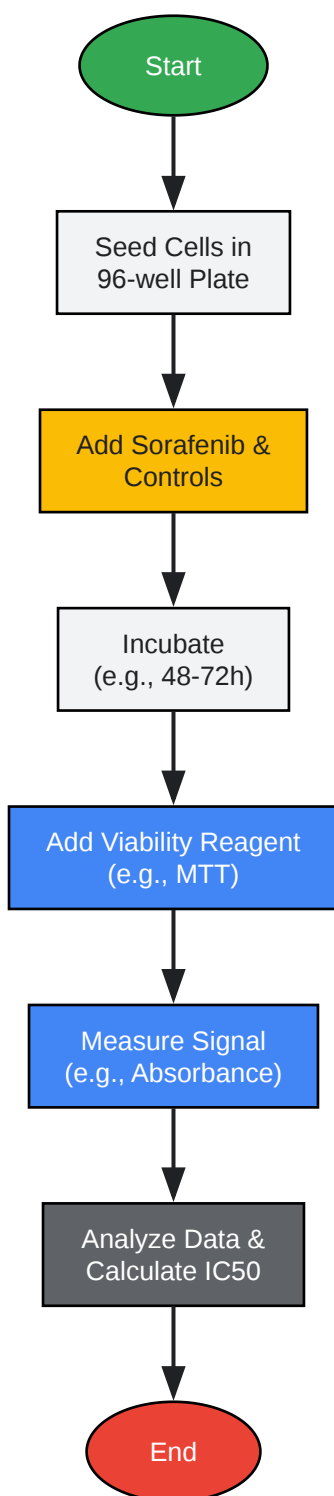 Start
Seed Cells in
96-well Plate
Add Sorafenib &
Controls
Incubate
(e.g., 48-72h)
Add Viability Reagent
(e.g., MTT)
Measure Signal
(e.g., Absorbance)
Analyze Data &
Calculate IC50
End